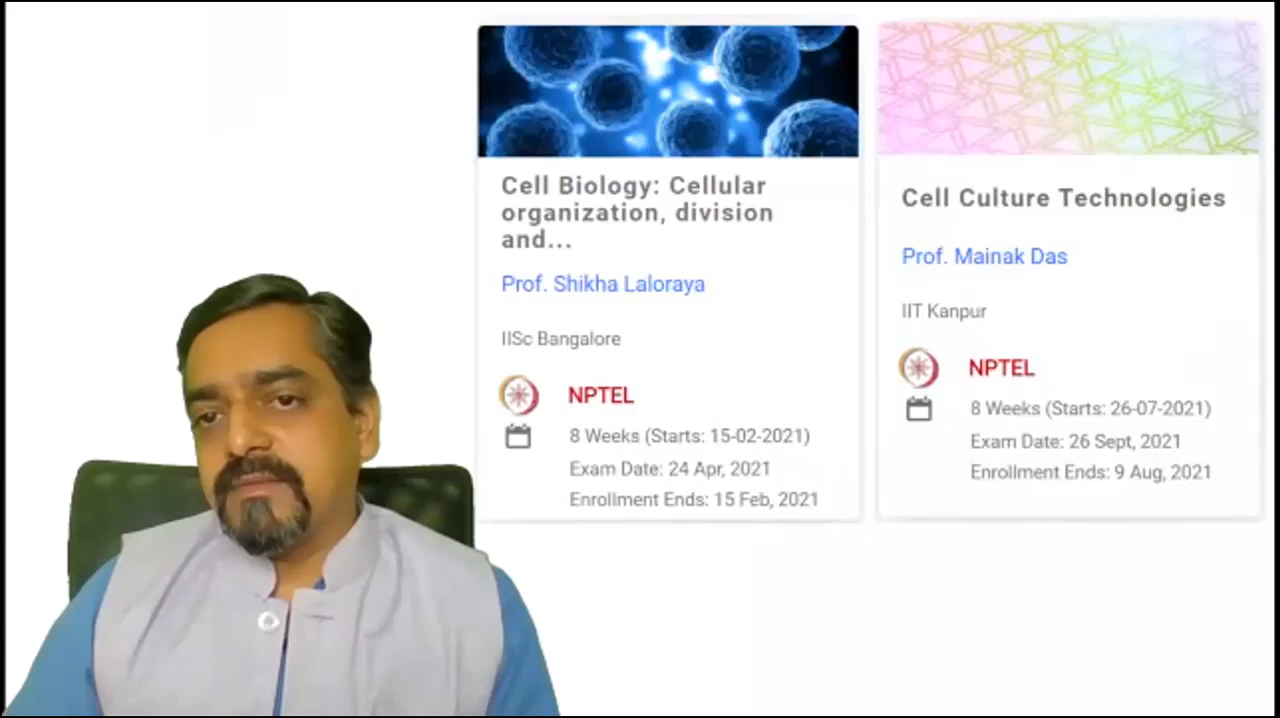 Cell Biology: Cellular
organization, division
and...
Prof. Shikha Laloraya
IISc Bangalore
NPTEL
8 Weeks (Starts: 15-02-2021)
Exam Date: 24 Apr, 2021
Enrollment Ends: 15 Feb, 2021
Cell Culture Technologies
Prof. Mainak Das
IIT Kanpur
NPTEL
8 Weeks (Starts: 26-07-2021)
Exam Date: 26 Sept, 2021
Enrollment Ends: 9 Aug, 2021